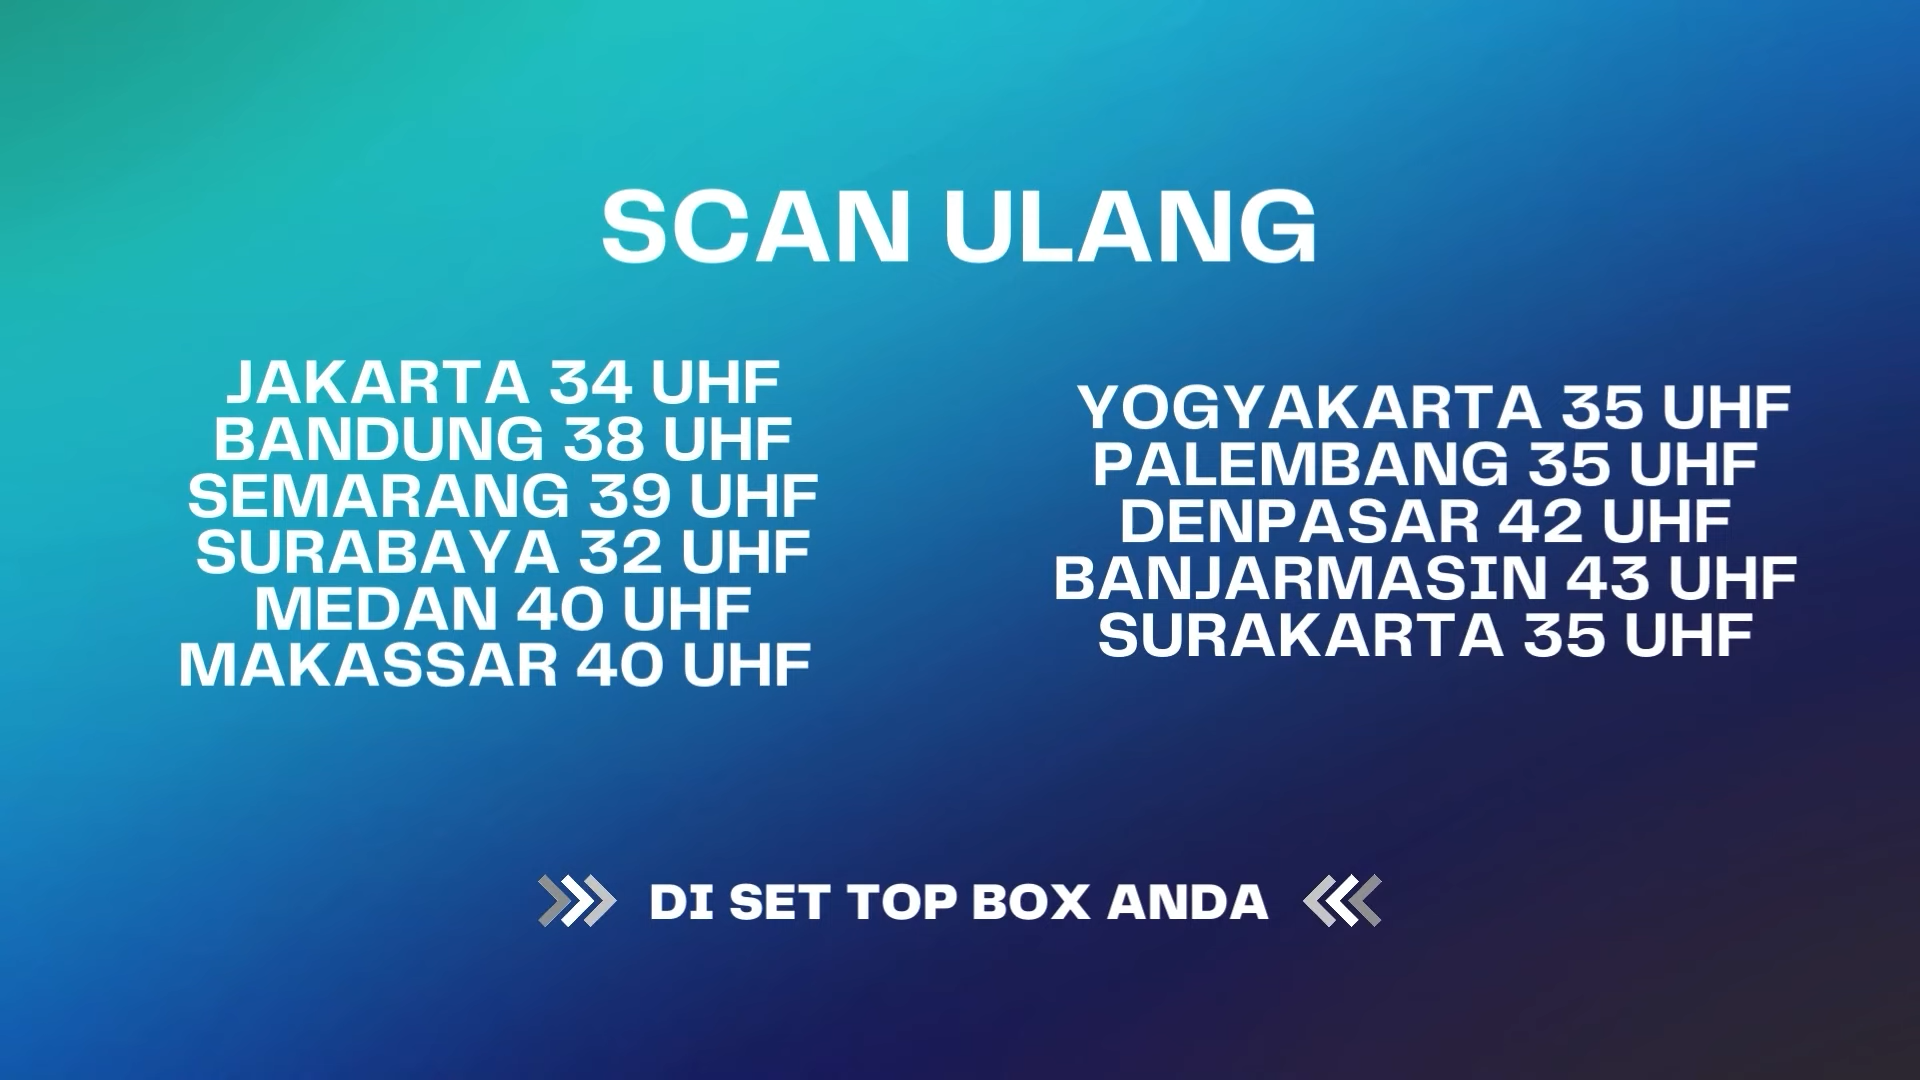 SCAN ULANG
JAKARTA 34 UHF
BANDUNG 38 UHF
SEMARANG 39 UHF
SURABAYA 32 UHF
MEDAN 40 UHF
MAKASSAR 40 UHF
YOGYAKARTA 35 UHF
PALEMBANG 35 UHF
DENPASAR 42 UHF
BANJARMASIN 43 UHF
SURAKARTA 35 UHF
DI SET TOP BOX ANDA